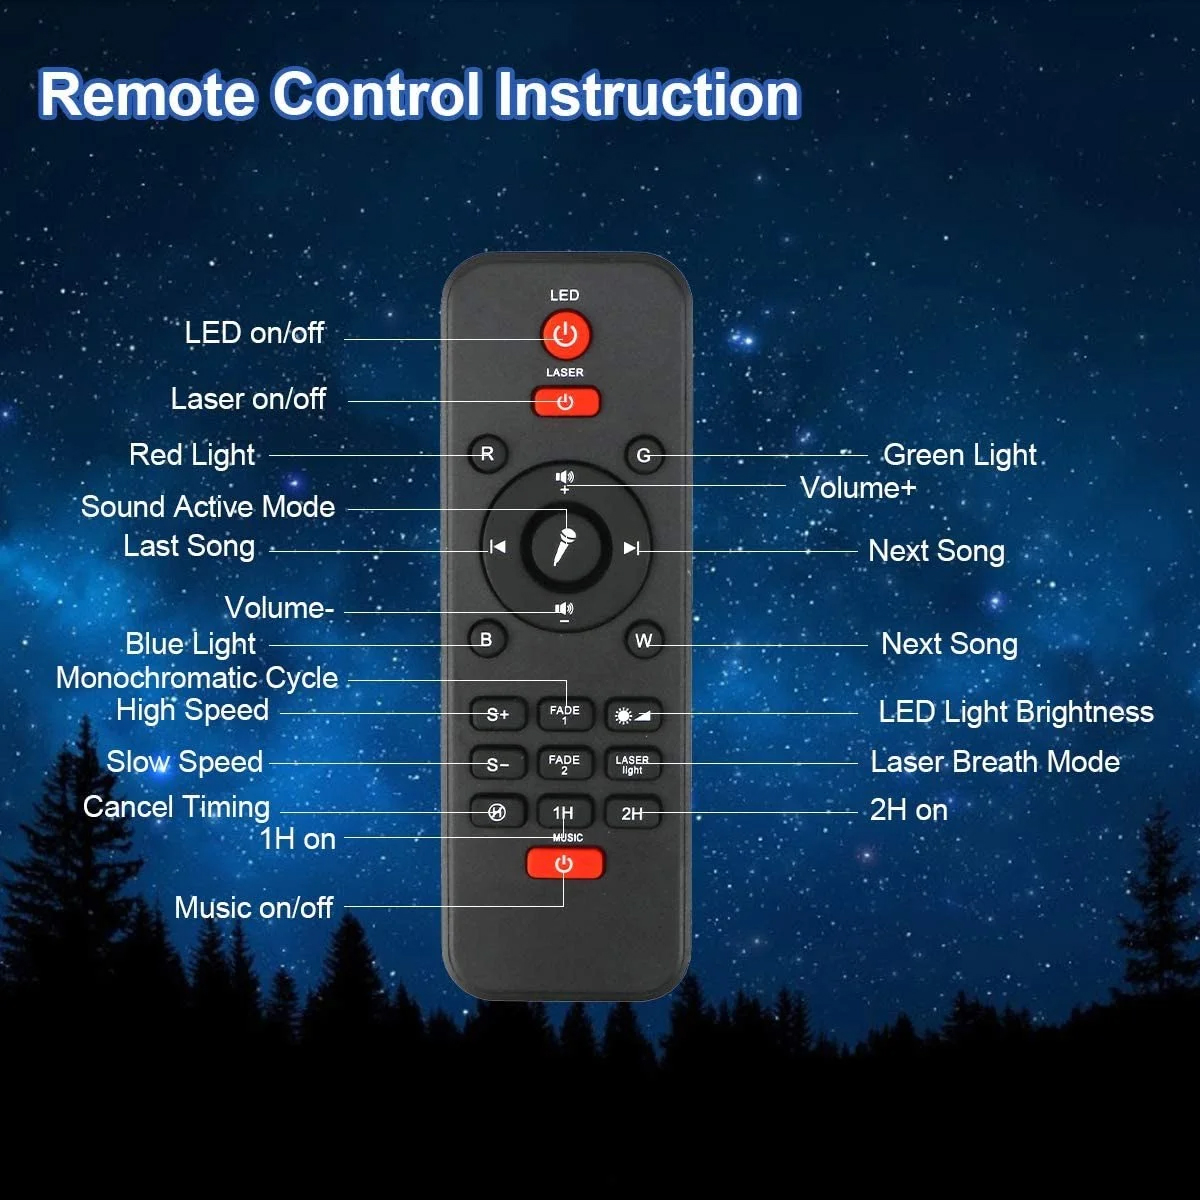 Remote Control Instruction
LED
LED on/off
LASER
Laser on/off
Red Light
R
G
Green Light
+
Volume+
Sound Active Mode
Last Song
Next Song
Volume-
−
Blue Light
B
W
Next Song
Monochromatic Cycle
High Speed
S+
FADE
1
LED Light Brightness
Slow Speed
S−
FADE
2
LASER
light
Laser Breath Mode
Cancel Timing
H
1H
2H
2H on
1H on
MUSIC
Music on/off